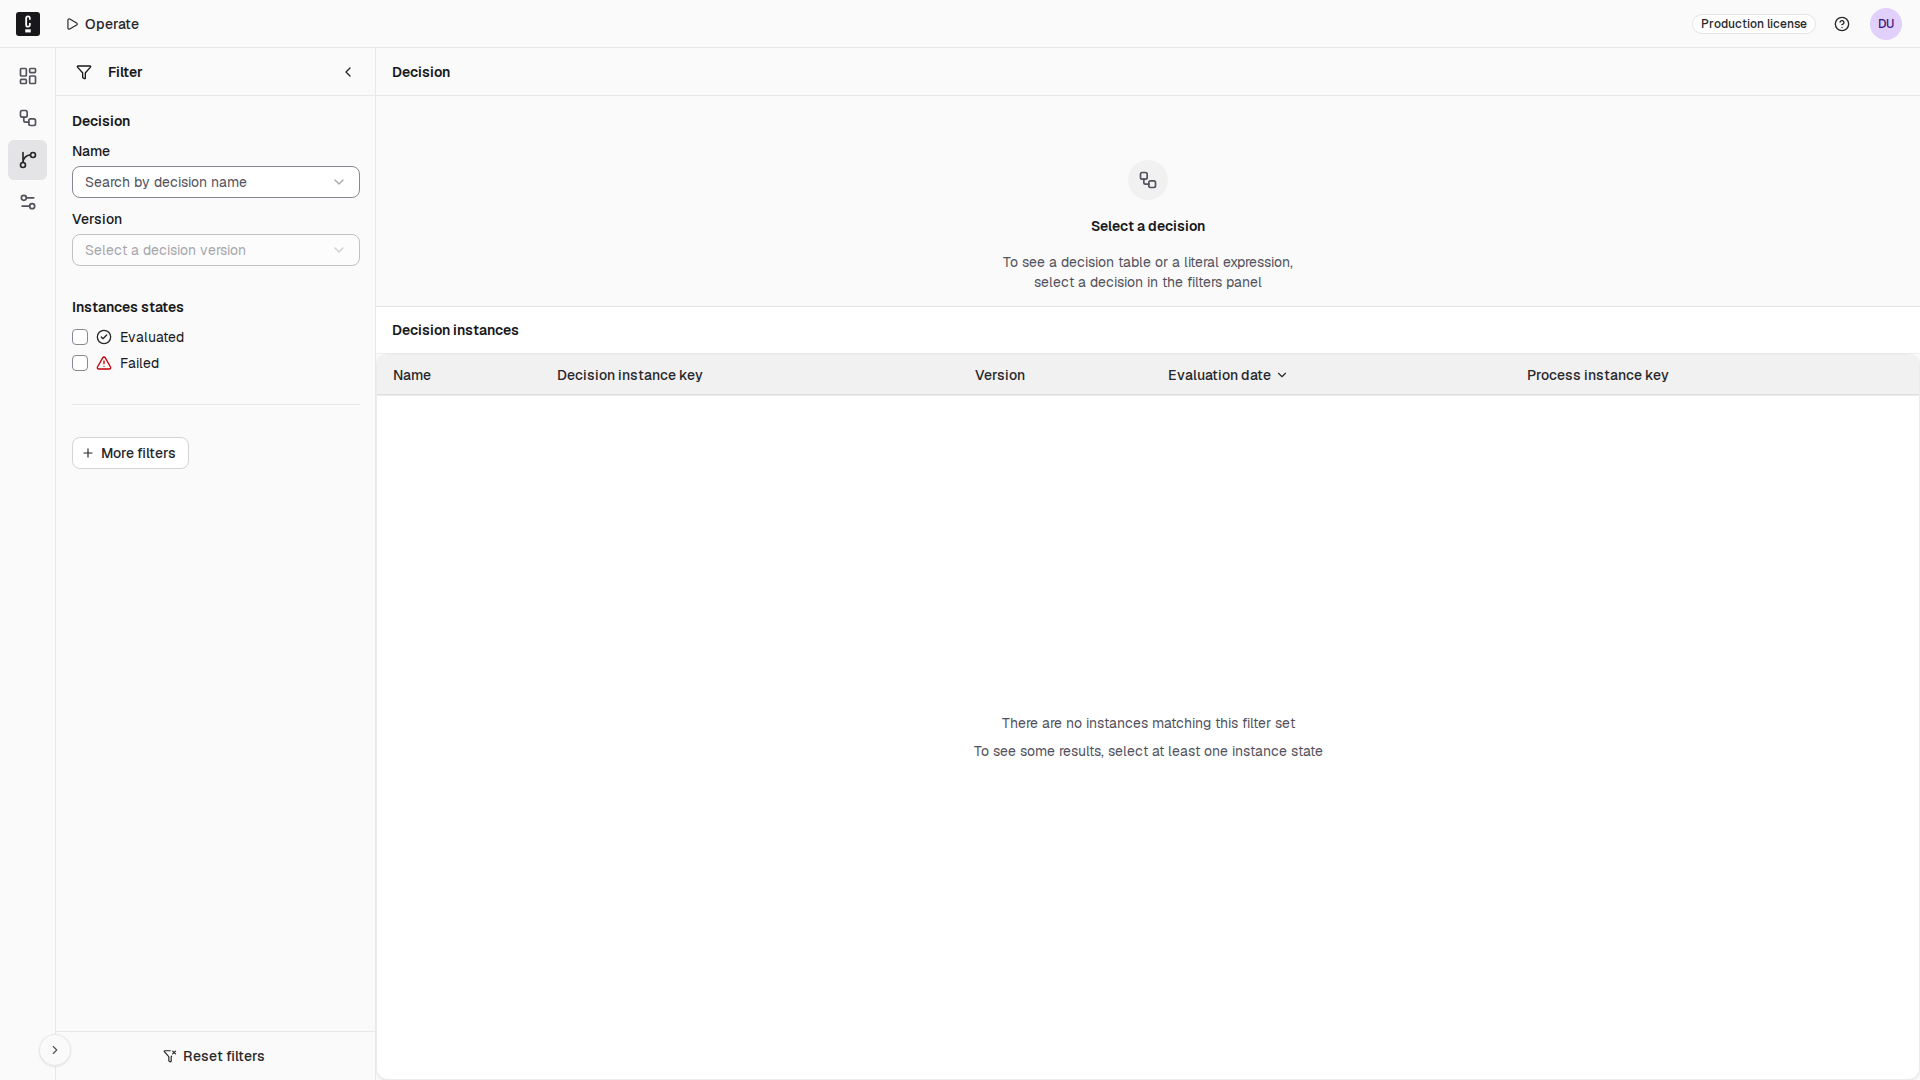 Operate
Production license
DU
Filter
Decision
Decision
Name
Search by decision name
Version
Select a decision version
Instances states
Evaluated
Failed
More filters
Reset filters
Select a decision
To see a decision table or a literal expression,
select a decision in the filters panel
Decision instances
Name Decision instance key Version Evaluation date Process instance key
There are no instances matching this filter set
To see some results, select at least one instance state